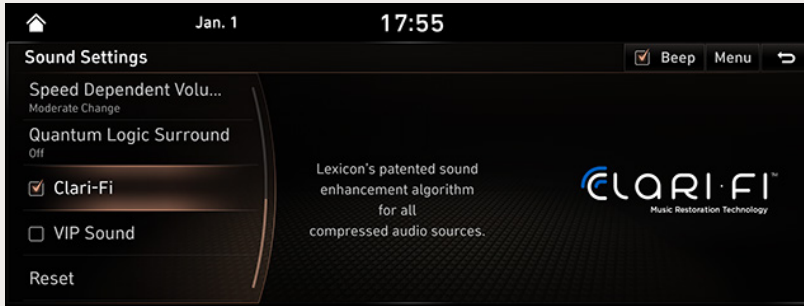 Jan. 1
17:55
Sound Settings
Beep
Menu
Speed Dependent Volu...
Moderate Change
Quantum Logic Surround
Off
Clari-Fi
VIP Sound
Reset
Lexicon's patented sound
enhancement algorithm
for all
compressed audio sources.
CLARI·FI™
Music Restoration Technology